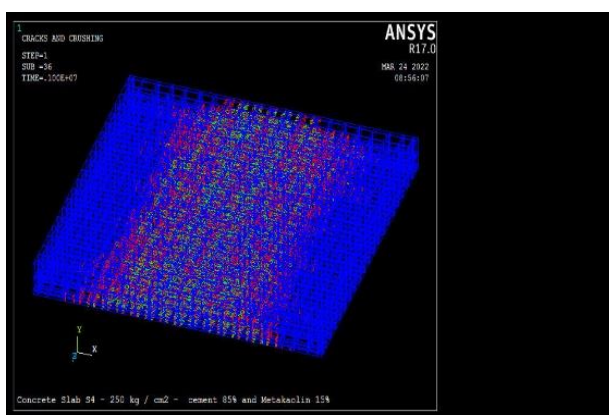 1
CRACKS AND CRUSHING
STEP=1
SUB =36
TIME=.100E+07
ANSYS
R17.0
MAR 24 2022
08:56:07
Y
X
Concrete Slab S4 - 250 kg / cm2 - cement 85% and Metakaolin 15%